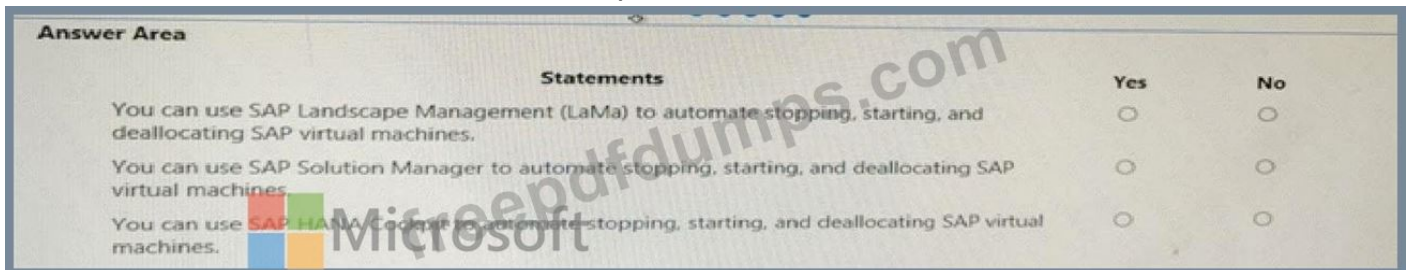 Answer Area
Statements Yes No
You can use SAP Landscape Management (LaMa) to automate stopping, starting, and
deallocating SAP virtual machines.
You can use SAP Solution Manager to automate stopping, starting, and deallocating SAP
virtual machines.
You can use SAP HANA Cockpit to automate stopping, starting, and deallocating SAP virtual
machines.
freepdfdumps.com
Microsoft